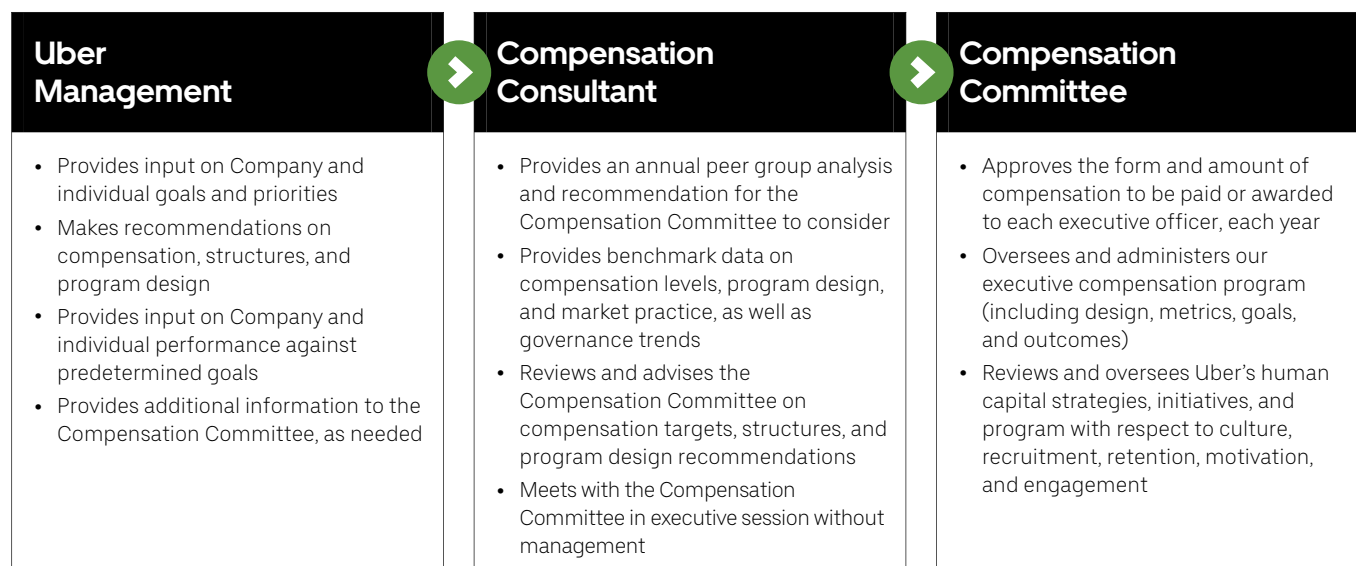 Uber
Management
• Provides input on Company and
individual goals and priorities
• Makes recommendations on
compensation, structures, and
program design
• Provides input on Company and
individual performance against
predetermined goals
• Provides additional information to the
Compensation Committee, as needed
Compensation
Consultant
• Provides an annual peer group analysis
and recommendation for the
Compensation Committee to consider
• Provides benchmark data on
compensation levels, program design,
and market practice, as well as
governance trends
• Reviews and advises the
Compensation Committee on
compensation targets, structures, and
program design recommendations
• Meets with the Compensation
Committee in executive session without
management
Compensation
Committee
• Approves the form and amount of
compensation to be paid or awarded
to each executive officer, each year
• Oversees and administers our
executive compensation program
(including design, metrics, goals,
and outcomes)
• Reviews and oversees Uber’s human
capital strategies, initiatives, and
program with respect to culture,
recruitment, retention, motivation,
and engagement